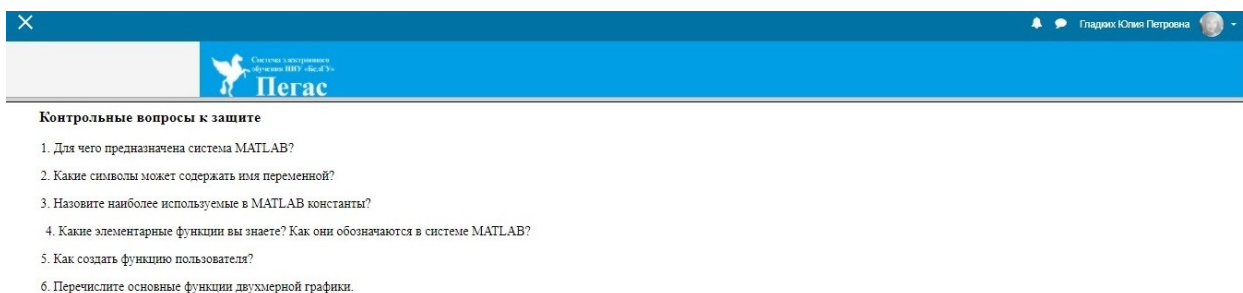 Гладких Юлия Петровна
Система электронного
обучения НИУ «БелГУ»
Пегас
Контрольные вопросы к защите
1. Для чего предназначена система MATLAB?
2. Какие символы может содержать имя переменной?
3. Назовите наиболее используемые в MATLAB константы?
4. Какие элементарные функции вы знаете? Как они обозначаются в системе MATLAB?
5. Как создать функцию пользователя?
6. Перечислите основные функции двухмерной графики.